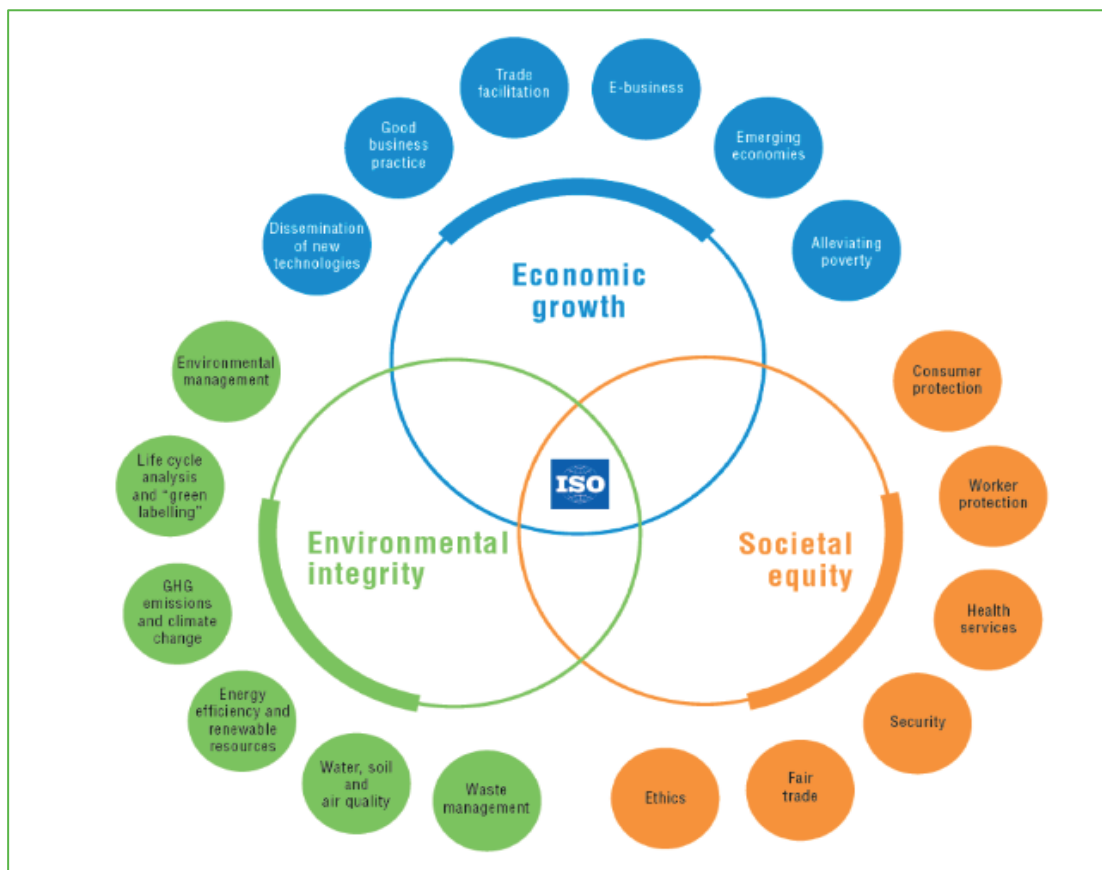 Trade
facilitation
E-business
Good
business
practice
Emerging
economies
Dissemination
of new
technologies
Alleviating
poverty
Economic
growth
Environmental
management
Consumer
protection
Life cycle
analysis
and “green
labelling”
ISO
Worker
protection
Environmental
integrity
Societal
equity
GHG
emissions
and climate
change
Health
services
Energy
efficiency and
renewable
resources
Security
Water, soil
and
air quality
Waste
management
Ethics
Fair
trade